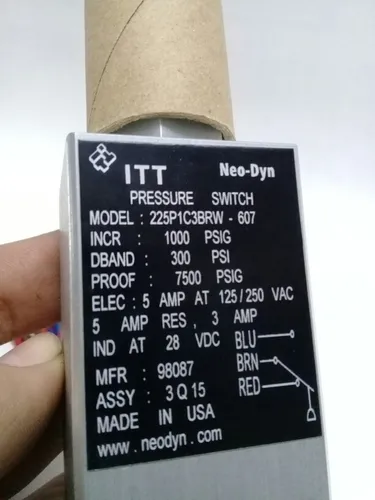 ITT Neo-Dyn
PRESSURE SWITCH
MODEL : 225P1C3BRW - 607
INCR : 1000 PSIG
DBAND : 300 PSI
PROOF : 7500 PSIG
ELEC : 5 AMP AT 125/250 VAC
5 AMP RES , 3 AMP
IND AT 28 VDC
BLU
BRN
RED
MFR : 98087
ASSY : 3 Q 15
MADE IN USA
www . neodyn . com